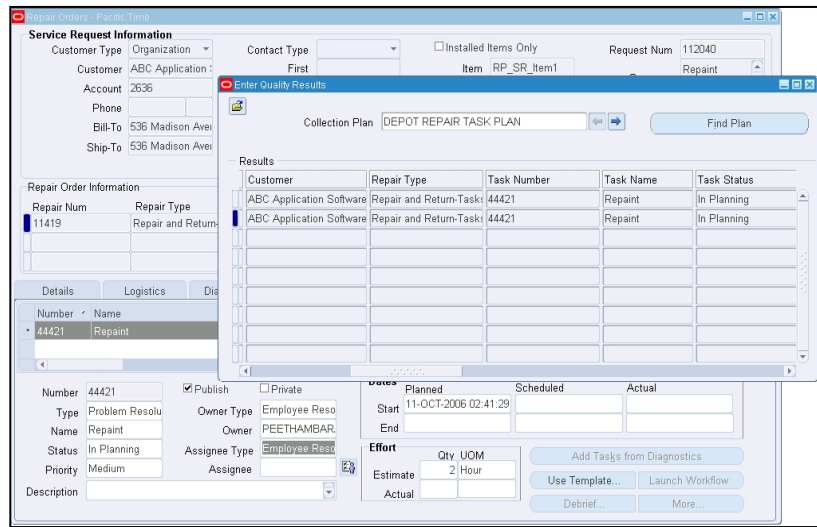 Repair Orders - Pacific Time
Service Request Information
Customer Type Organization Contact Type Installed Items Only Request Num 112040
Customer ABC Application First Item RP_SR_Item1 Repaint
Account 2636
Phone
Bill-To 536 Madison Aver
Ship-To 536 Madison Aver
Repair Order Information
Repair Num Repair Type
11419 Repair and Return-
Details Logistics Dia
Number Name
44421 Repaint
Enter Quality Results
Collection Plan DEPOT REPAIR TASK PLAN Find Plan
Results
Customer Repair Type Task Number Task Name Task Status
ABC Application Software Repair and Return-Tasks 44421 Repaint In Planning
ABC Application Software Repair and Return-Tasks 44421 Repaint In Planning
Number 44421 Publish Private
Type Problem Resolu Owner Type Employee Reso
Name Repaint Owner PEETHAMBAR
Status In Planning Assignee Type Employee Reso
Priority Medium Assignee
Description
Dates Planned Scheduled Actual
Start 11-OCT-2006 02:41:29
End
Effort Qty UOM
Estimate 2 Hour
Actual
Add Tasks from Diagnostics
Use Template... Launch Workflow
Debrief... More...